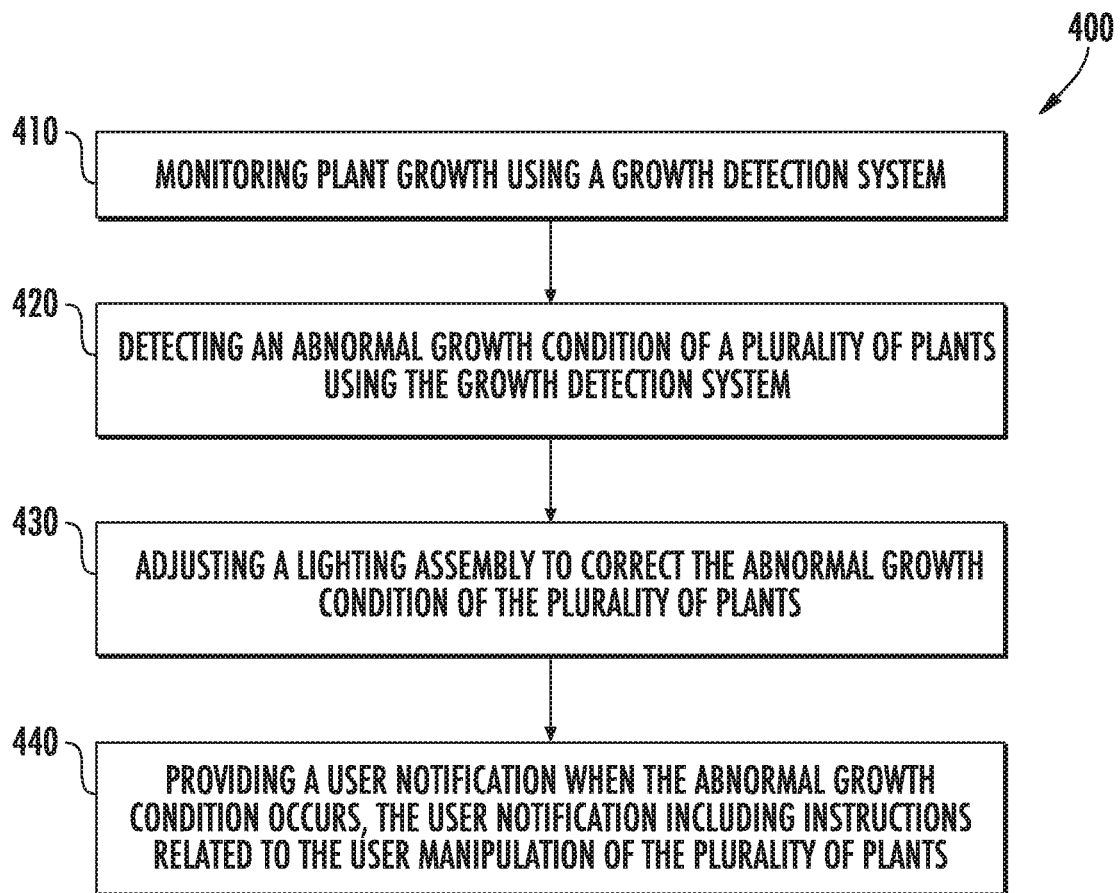 400
410
MONITORING PLANT GROWTH USING A GROWTH DETECTION SYSTEM
420
DETECTING AN ABNORMAL GROWTH CONDITION OF A PLURALITY OF PLANTS
USING THE GROWTH DETECTION SYSTEM
430
ADJUSTING A LIGHTING ASSEMBLY TO CORRECT THE ABNORMAL GROWTH
CONDITION OF THE PLURALITY OF PLANTS
440
PROVIDING A USER NOTIFICATION WHEN THE ABNORMAL GROWTH
CONDITION OCCURS, THE USER NOTIFICATION INCLUDING INSTRUCTIONS
RELATED TO THE USER MANIPULATION OF THE PLURALITY OF PLANTS